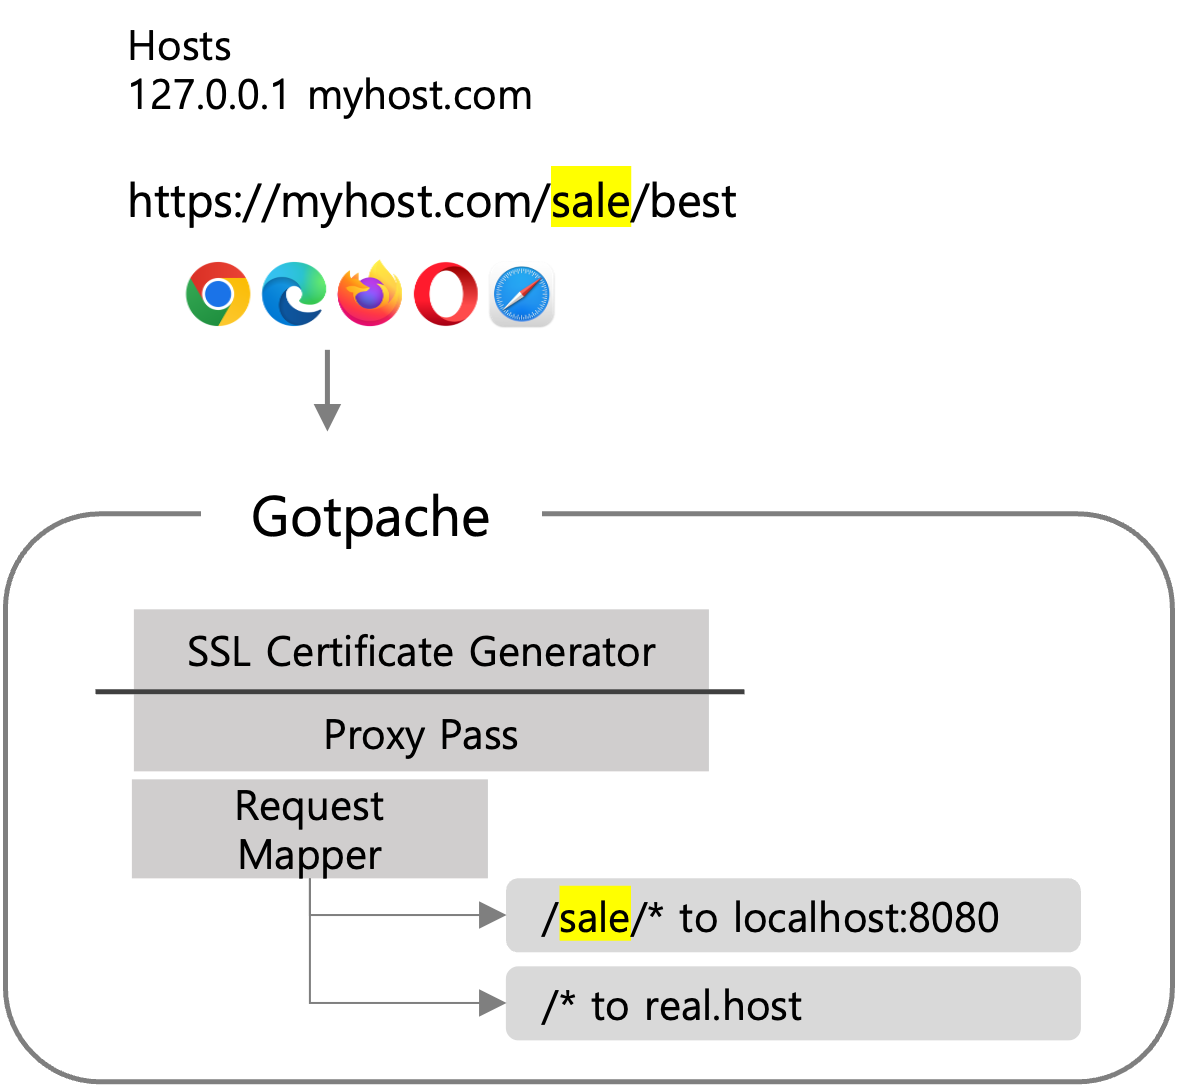 Hosts
127.0.0.1 myhost.com
https://myhost.com/sale/best
Gotpache
SSL Certificate Generator
Proxy Pass
Request
Mapper
/sale/* to localhost:8080
/* to real.host